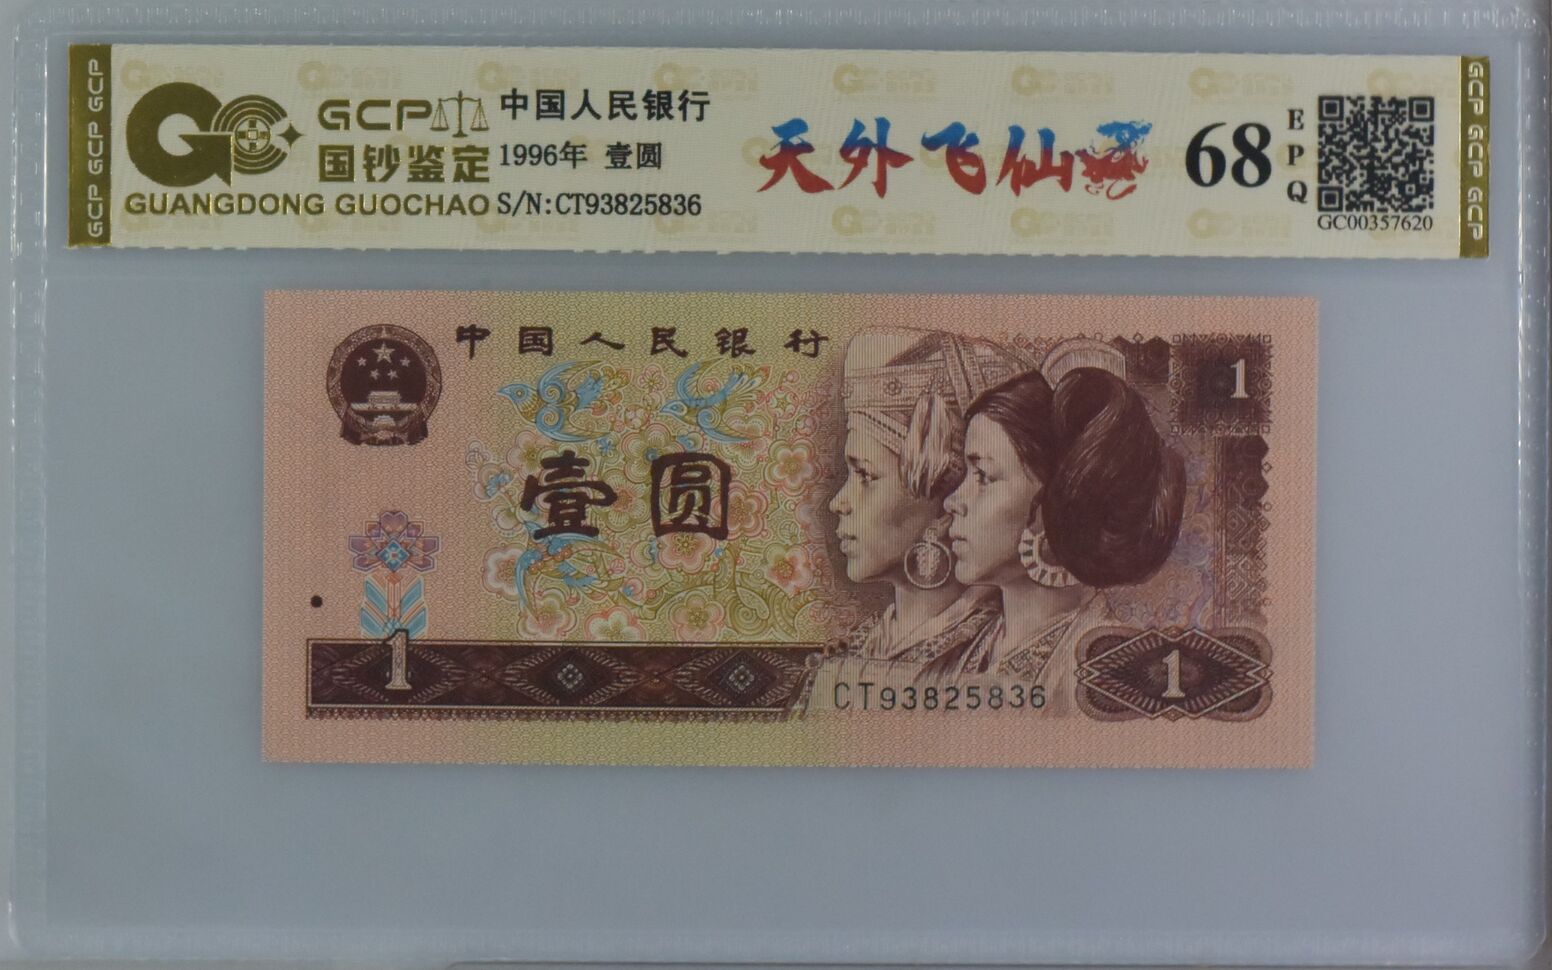 GCP GCP GCP
GCP
国钞鉴定
GUANGDONG GUOCHAO
中国人民银行
1996年 壹圆
S/N:CT93825836
天外飞仙
68
EPQ
GC00357620
GCP GCP GCP
中国人民银行
1
壹圆
1
CT93825836
1